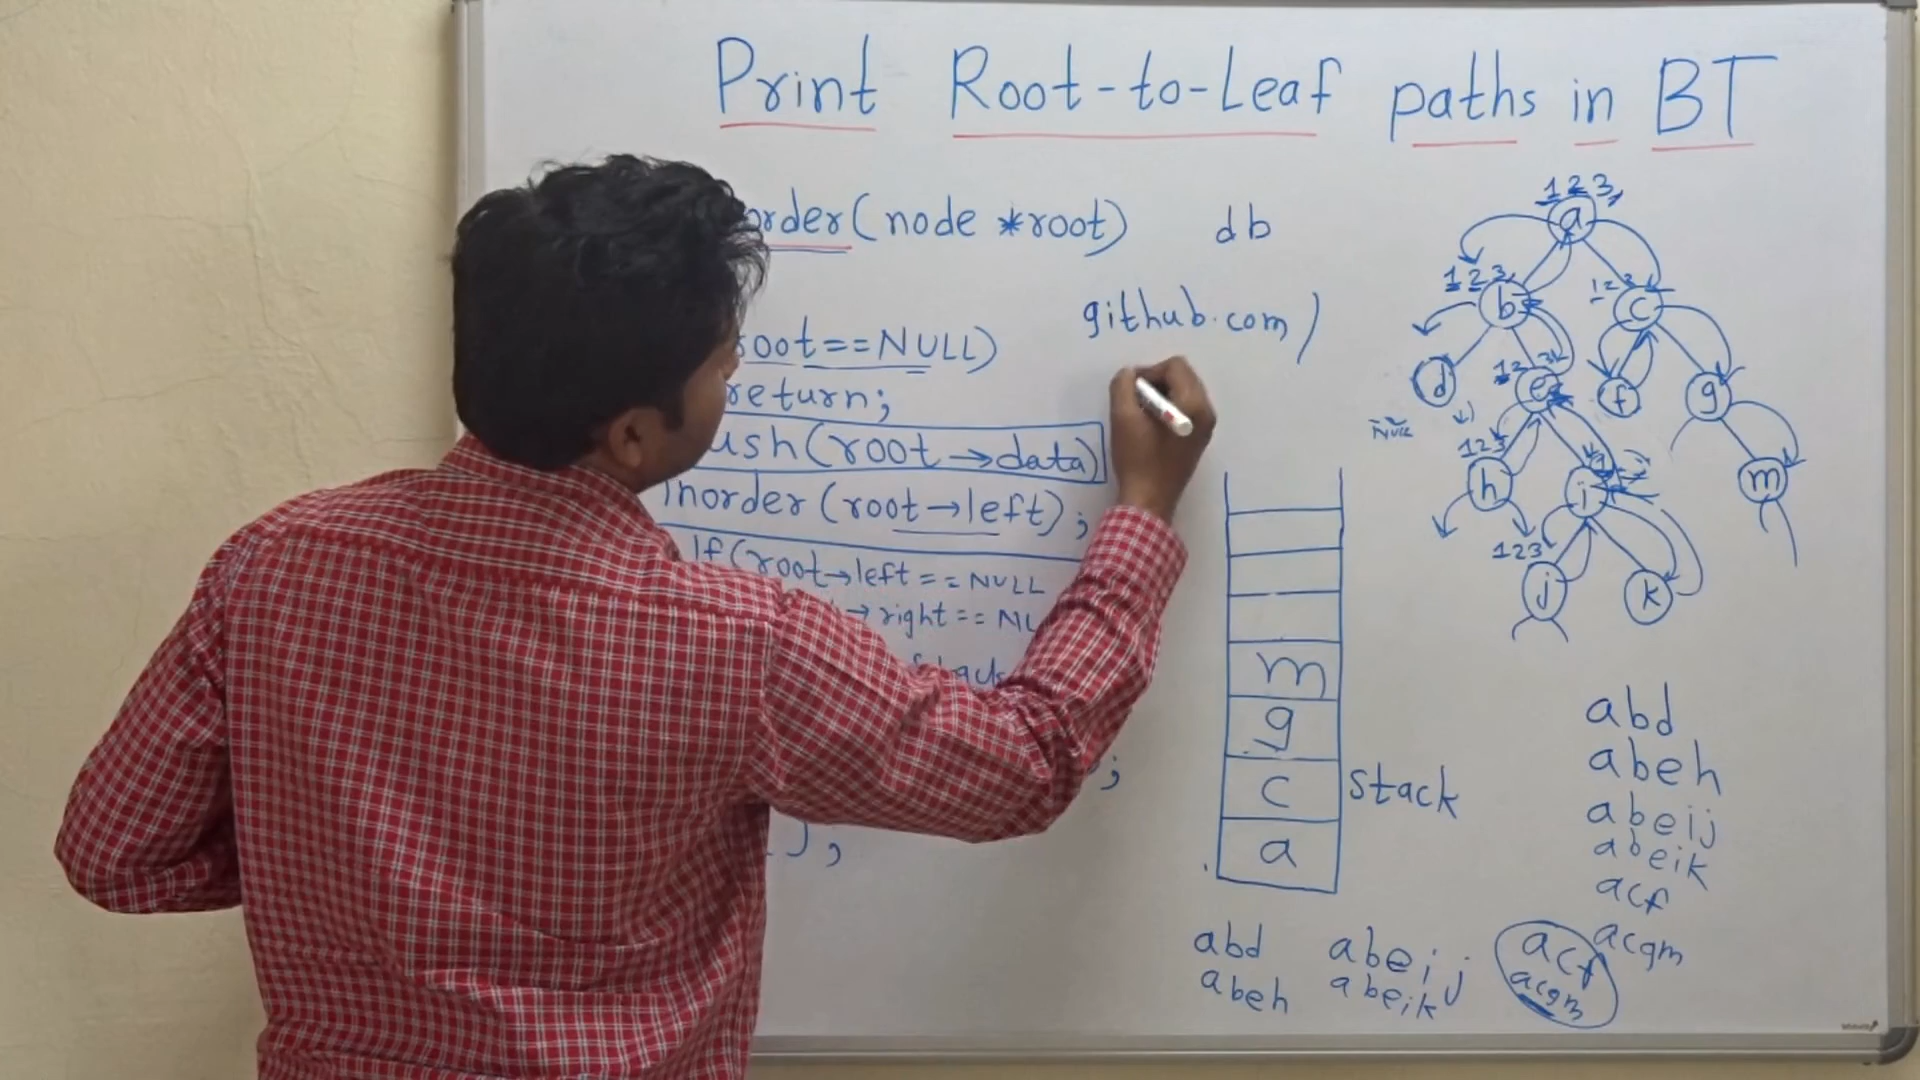 Print Root-to-Leaf paths in BT
order(node *root)
db
github.com/
root==NULL)
return;
ush(root→data)
Inorder(root→left);
If(root→left==NULL
→right==NU
;
};
123
a
123
b
123
c
d
NULL
123
e
f
g
123
h
i
m
123
j
k
m
g
c
a
stack
abd
abeh
abeij
abeik
acf
acgm
abd
abeh
abeij
abeik
acf
acgm